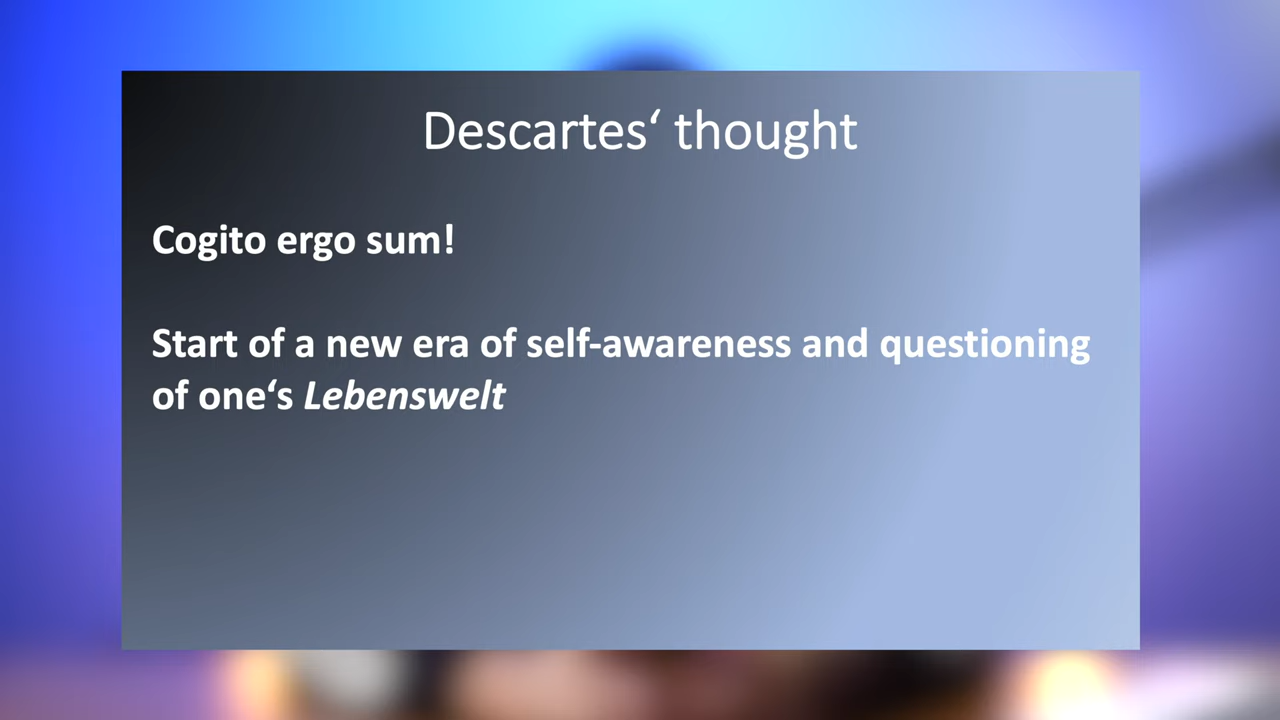 Descartes‘ thought
Cogito ergo sum!
Start of a new era of self-awareness and questioning
of one‘s Lebenswelt